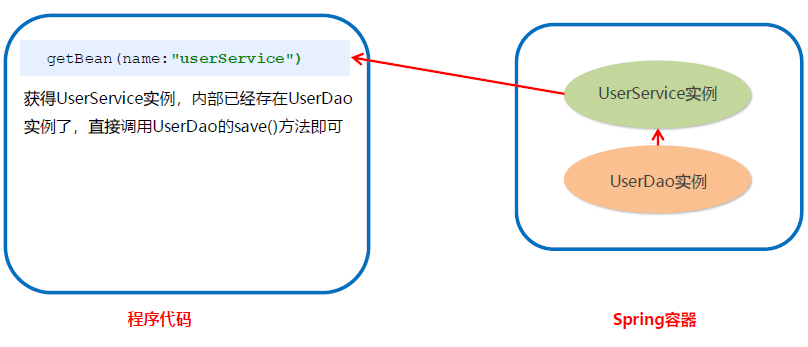 getBean(name:"userService")
获得UserService实例，内部已经存在UserDao
实例了，直接调用UserDao的save()方法即可
程序代码
UserService实例
UserDao实例
Spring容器